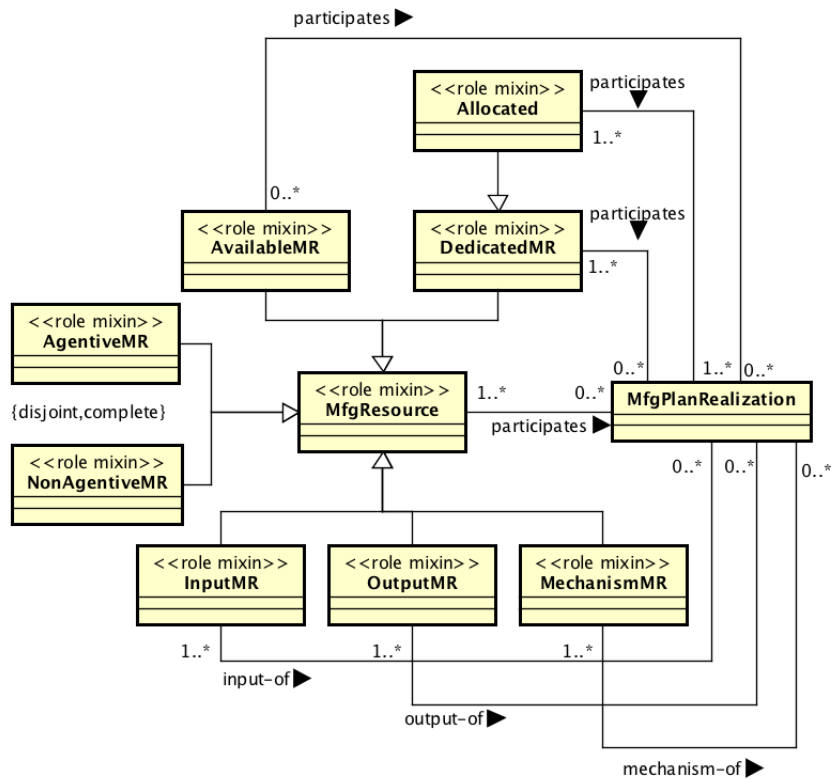 participates
<<role mixin>>
Allocated
participates
1..*
0..*
<<role mixin>>
AvailableMR
<<role mixin>>
DedicatedMR
participates
1..*
<<role mixin>>
AgentiveMR
{disjoint,complete}
<<role mixin>>
NonAgentiveMR
<<role mixin>>
MfgResource
1..*
0..*
participates
0..*
1..*
0..*
MfgPlanRealization
0..*
0..*
0..*
<<role mixin>>
InputMR
<<role mixin>>
OutputMR
<<role mixin>>
MechanismMR
1..*
1..*
1..*
input-of
output-of
mechanism-of